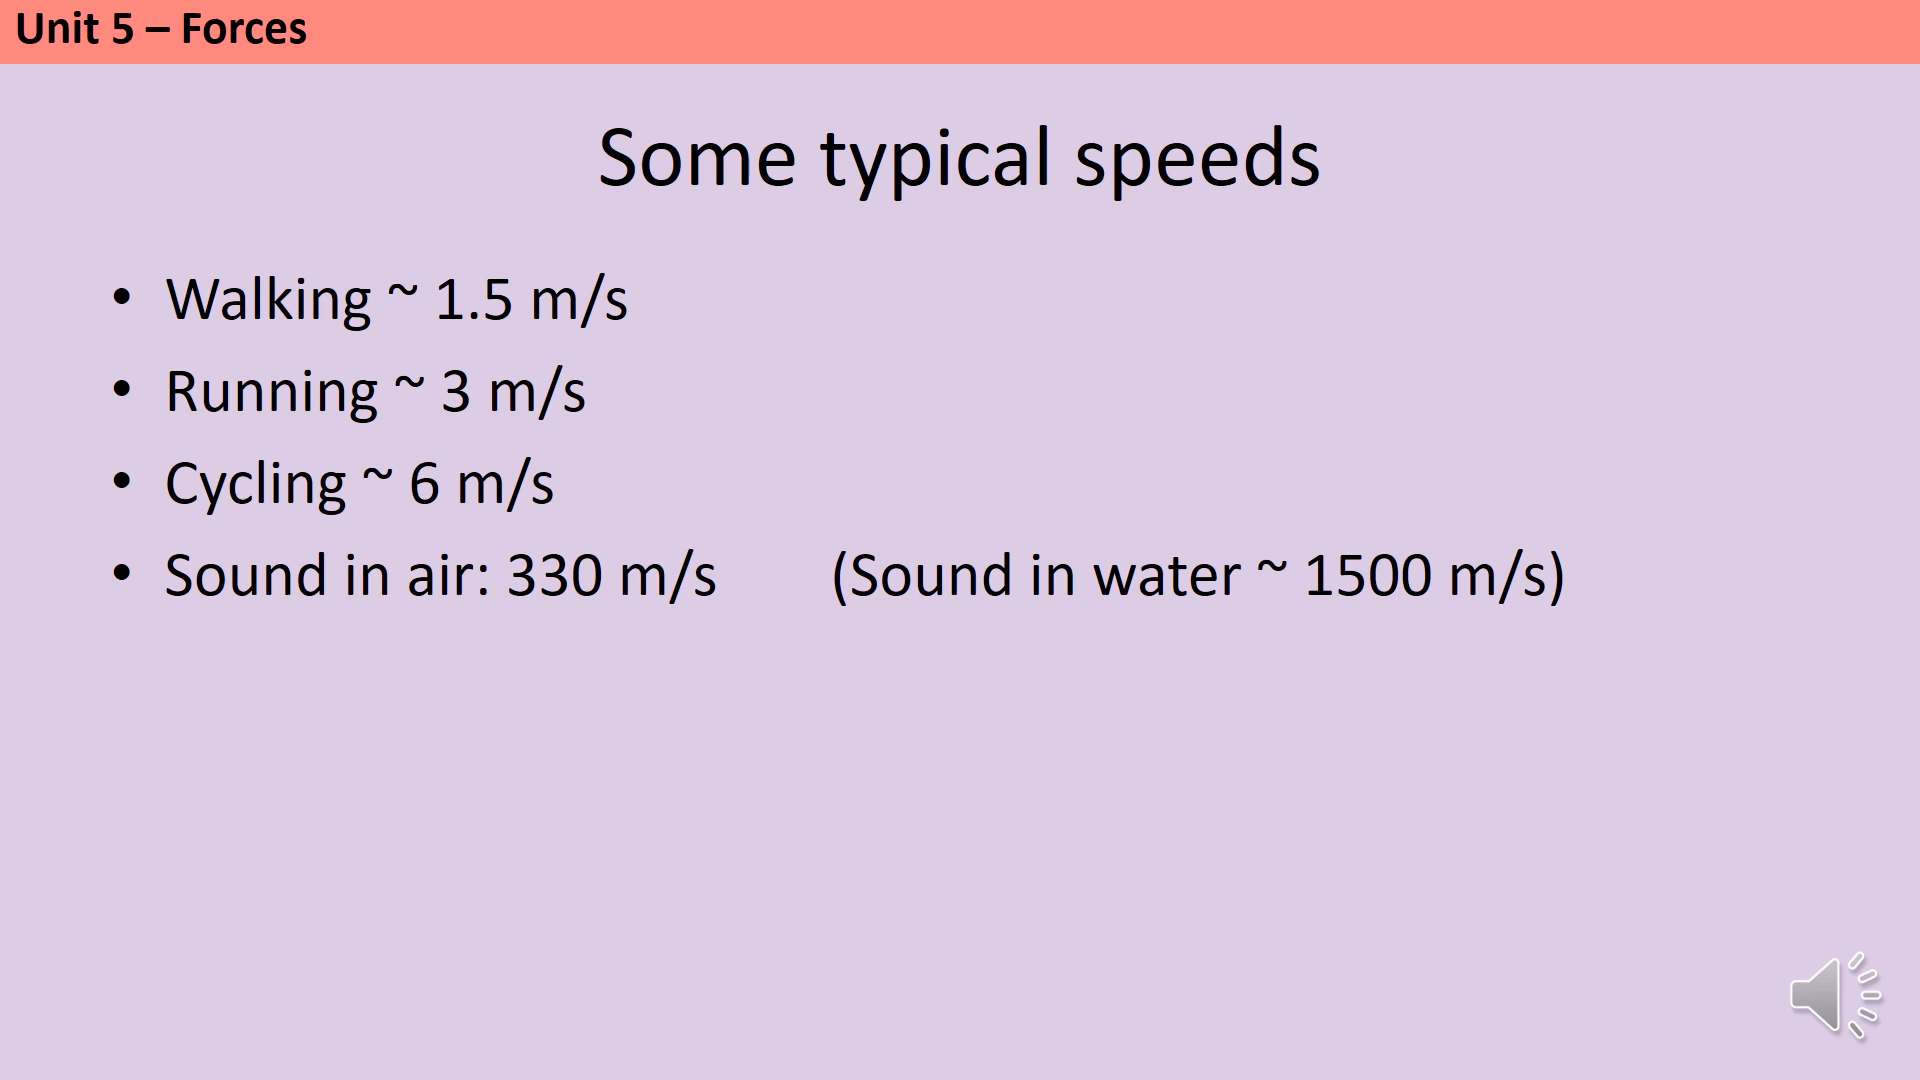 Unit 5 – Forces
Some typical speeds
• Walking ~ 1.5 m/s
• Running ~ 3 m/s
• Cycling ~ 6 m/s
• Sound in air: 330 m/s (Sound in water ~ 1500 m/s)